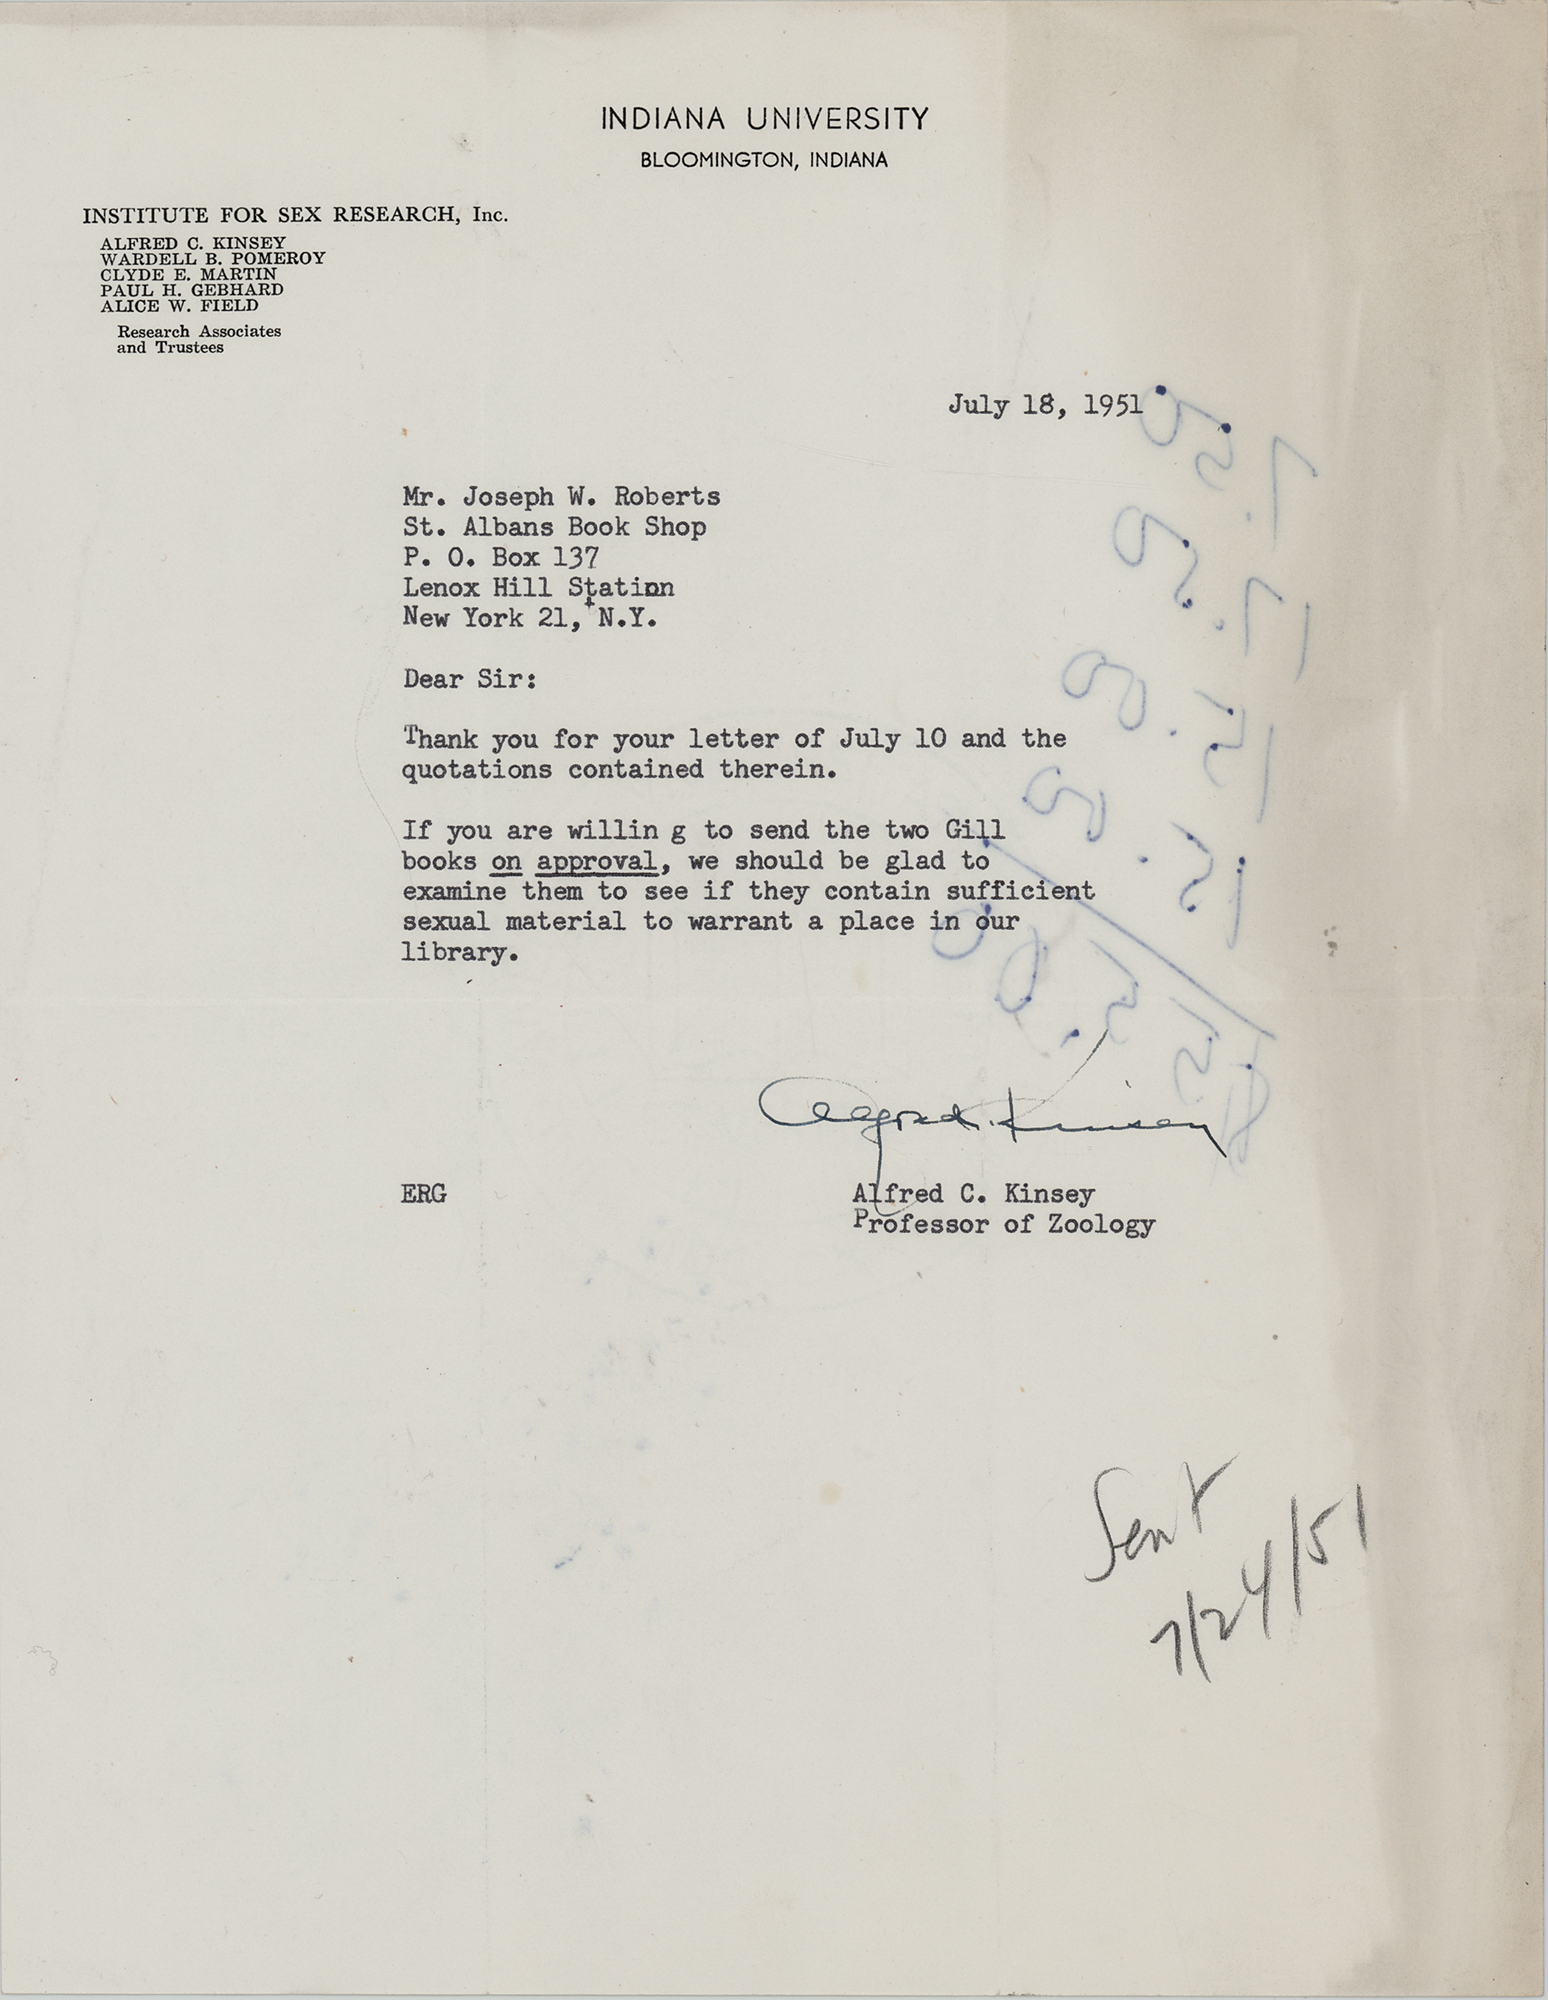 INDIANA UNIVERSITY
BLOOMINGTON, INDIANA
INSTITUTE FOR SEX RESEARCH, Inc.
ALFRED C. KINSEY
WARDELL B. POMEROY
CLYDE E. MARTIN
PAUL H. GEBHARD
ALICE W. FIELD
Research Associates
and Trustees
July 18, 1951
Mr. Joseph W. Roberts
St. Albans Book Shop
P. O. Box 137
Lenox Hill Station
New York 21, N.Y.
Dear Sir:
Thank you for your letter of July 10 and the
quotations contained therein.
If you are willin g to send the two Gill
books on approval, we should be glad to
examine them to see if they contain sufficient
sexual material to warrant a place in our
library.
Alfred C. Kinsey
ERG
Alfred C. Kinsey
Professor of Zoology
Sent
7/24/51